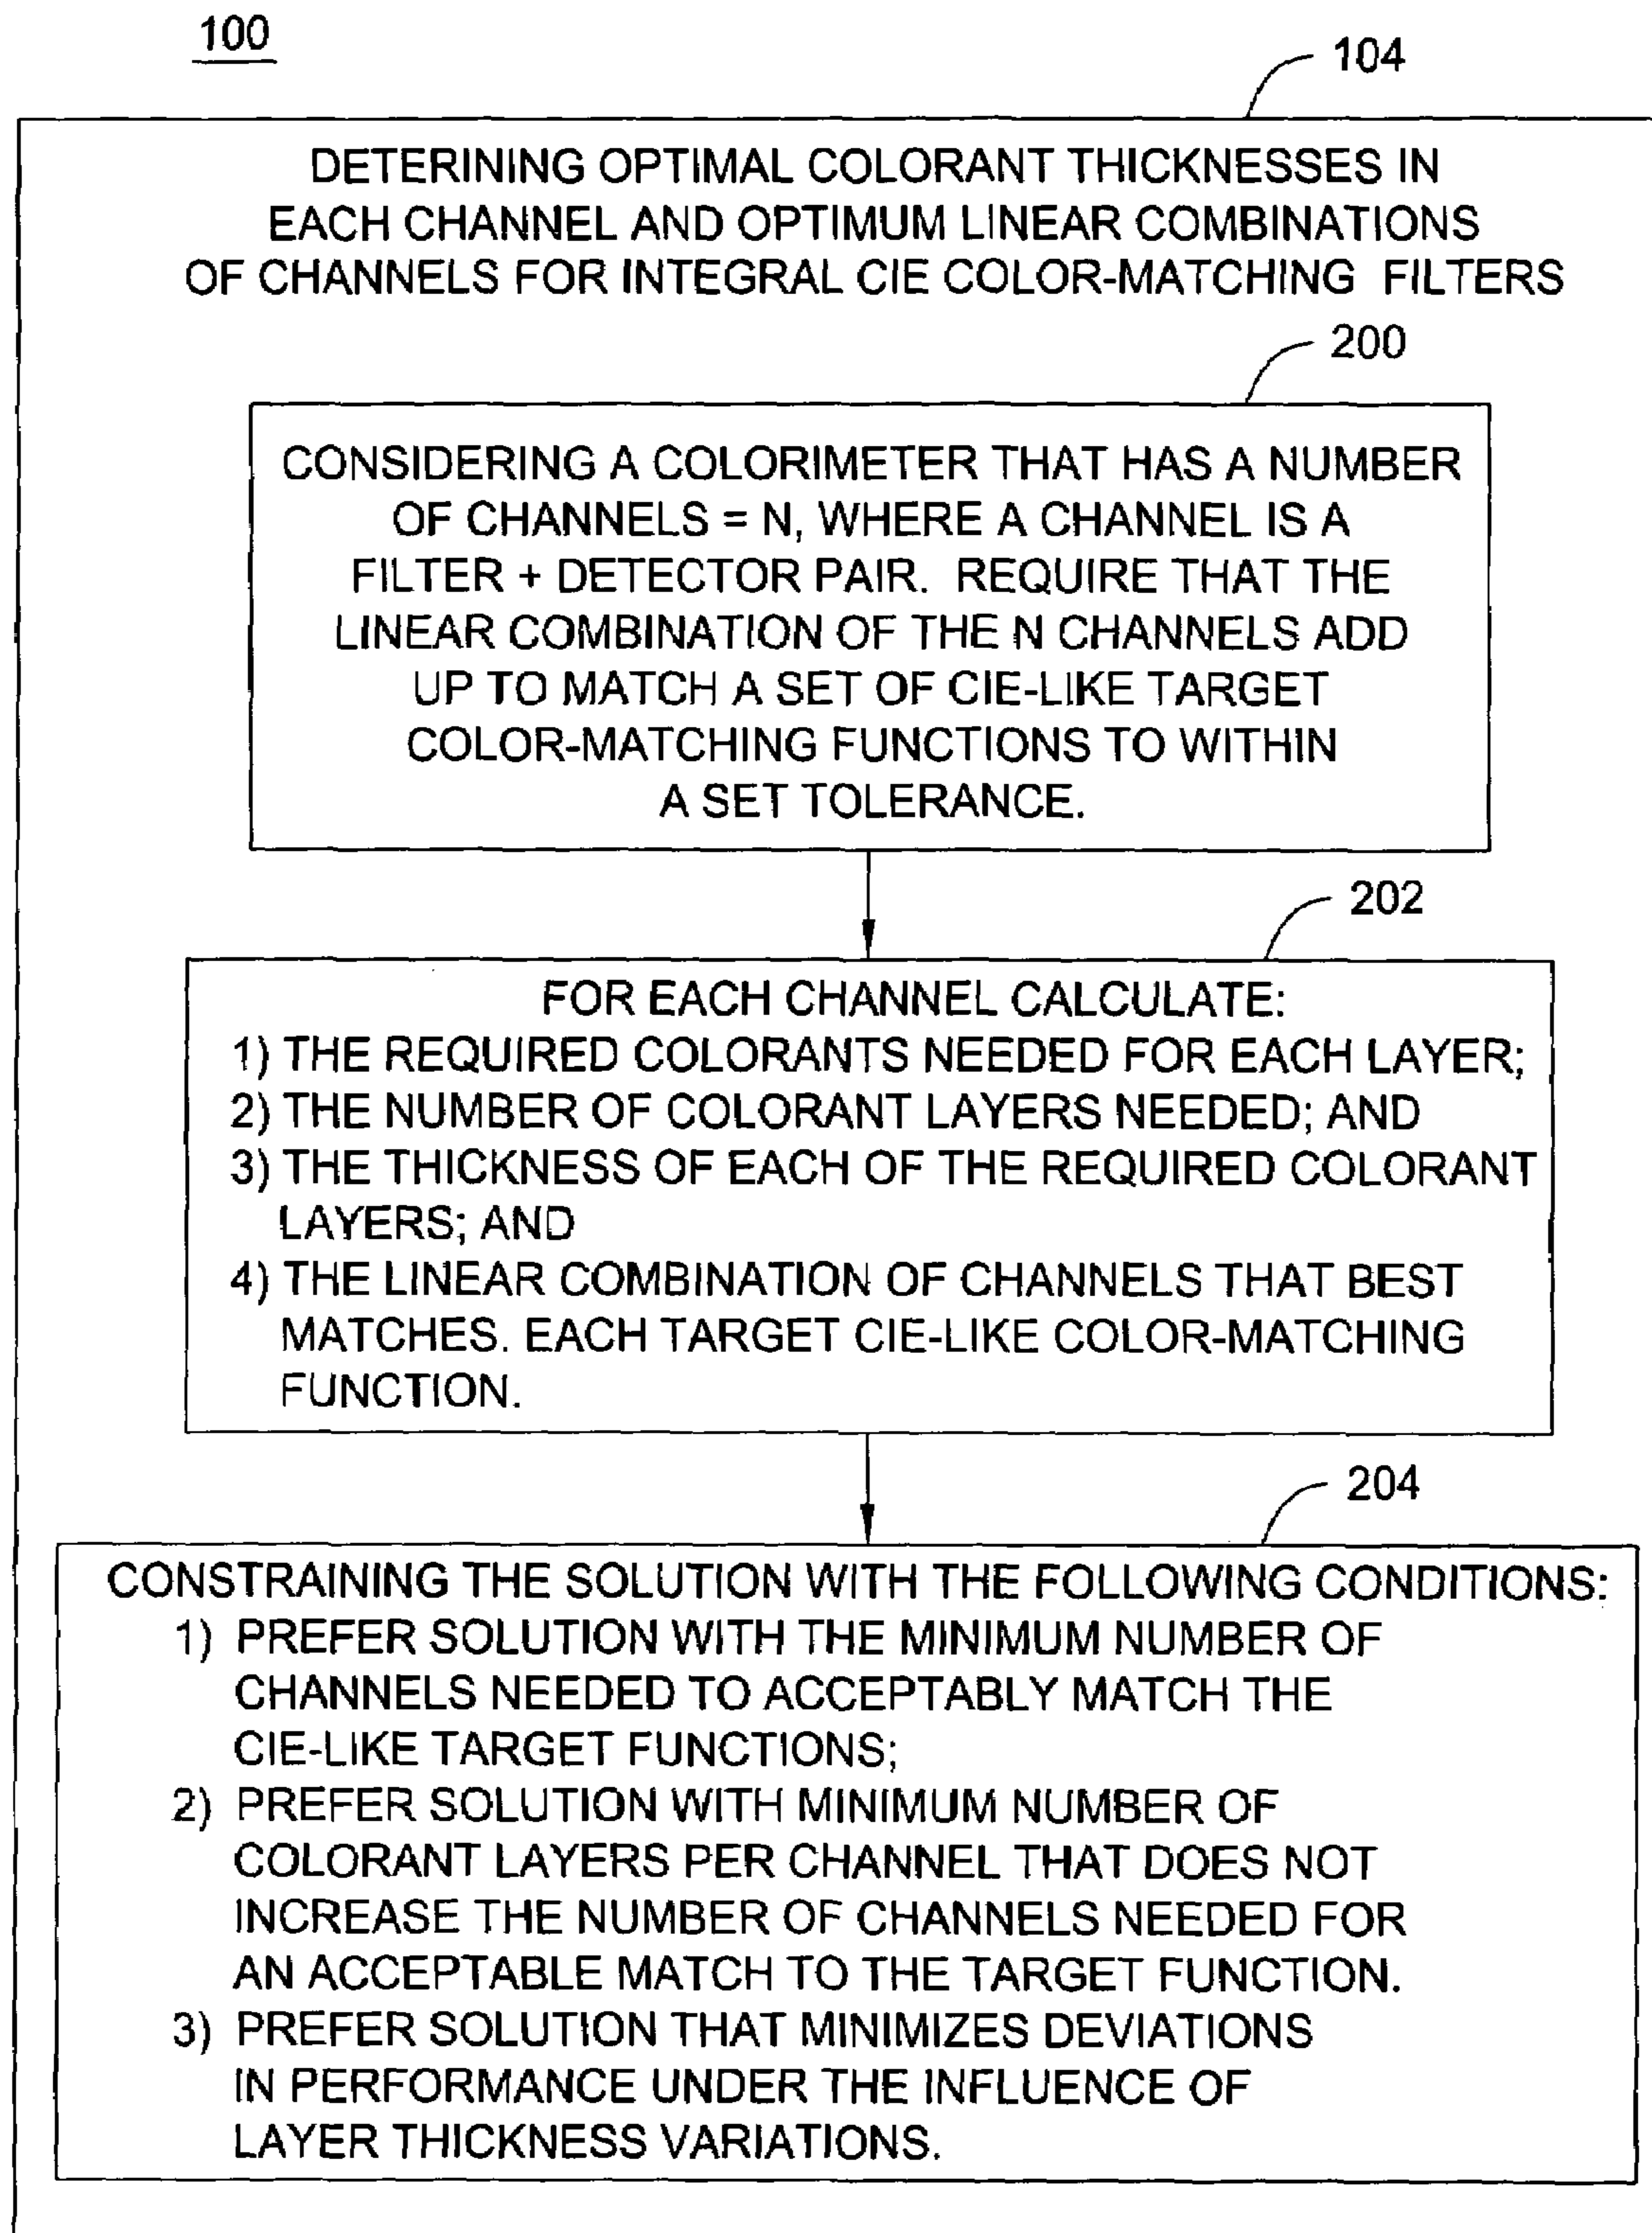 100
104
DETERINING OPTIMAL COLORANT THICKNESSES IN
EACH CHANNEL AND OPTIMUM LINEAR COMBINATIONS
OF CHANNELS FOR INTEGRAL CIE COLOR-MATCHING FILTERS
200
CONSIDERING A COLORIMETER THAT HAS A NUMBER
OF CHANNELS = N, WHERE A CHANNEL IS A
FILTER + DETECTOR PAIR. REQUIRE THAT THE
LINEAR COMBINATION OF THE N CHANNELS ADD
UP TO MATCH A SET OF CIE-LIKE TARGET
COLOR-MATCHING FUNCTIONS TO WITHIN
A SET TOLERANCE.
202
FOR EACH CHANNEL CALCULATE:
1) THE REQUIRED COLORANTS NEEDED FOR EACH LAYER;
2) THE NUMBER OF COLORANT LAYERS NEEDED; AND
3) THE THICKNESS OF EACH OF THE REQUIRED COLORANT
LAYERS; AND
4) THE LINEAR COMBINATION OF CHANNELS THAT BEST
MATCHES. EACH TARGET CIE-LIKE COLOR-MATCHING
FUNCTION.
204
CONSTRAINING THE SOLUTION WITH THE FOLLOWING CONDITIONS:
1) PREFER SOLUTION WITH THE MINIMUM NUMBER OF
CHANNELS NEEDED TO ACCEPTABLY MATCH THE
CIE-LIKE TARGET FUNCTIONS;
2) PREFER SOLUTION WITH MINIMUM NUMBER OF
COLORANT LAYERS PER CHANNEL THAT DOES NOT
INCREASE THE NUMBER OF CHANNELS NEEDED FOR
AN ACCEPTABLE MATCH TO THE TARGET FUNCTION.
3) PREFER SOLUTION THAT MINIMIZES DEVIATIONS
IN PERFORMANCE UNDER THE INFLUENCE OF
LAYER THICKNESS VARIATIONS.